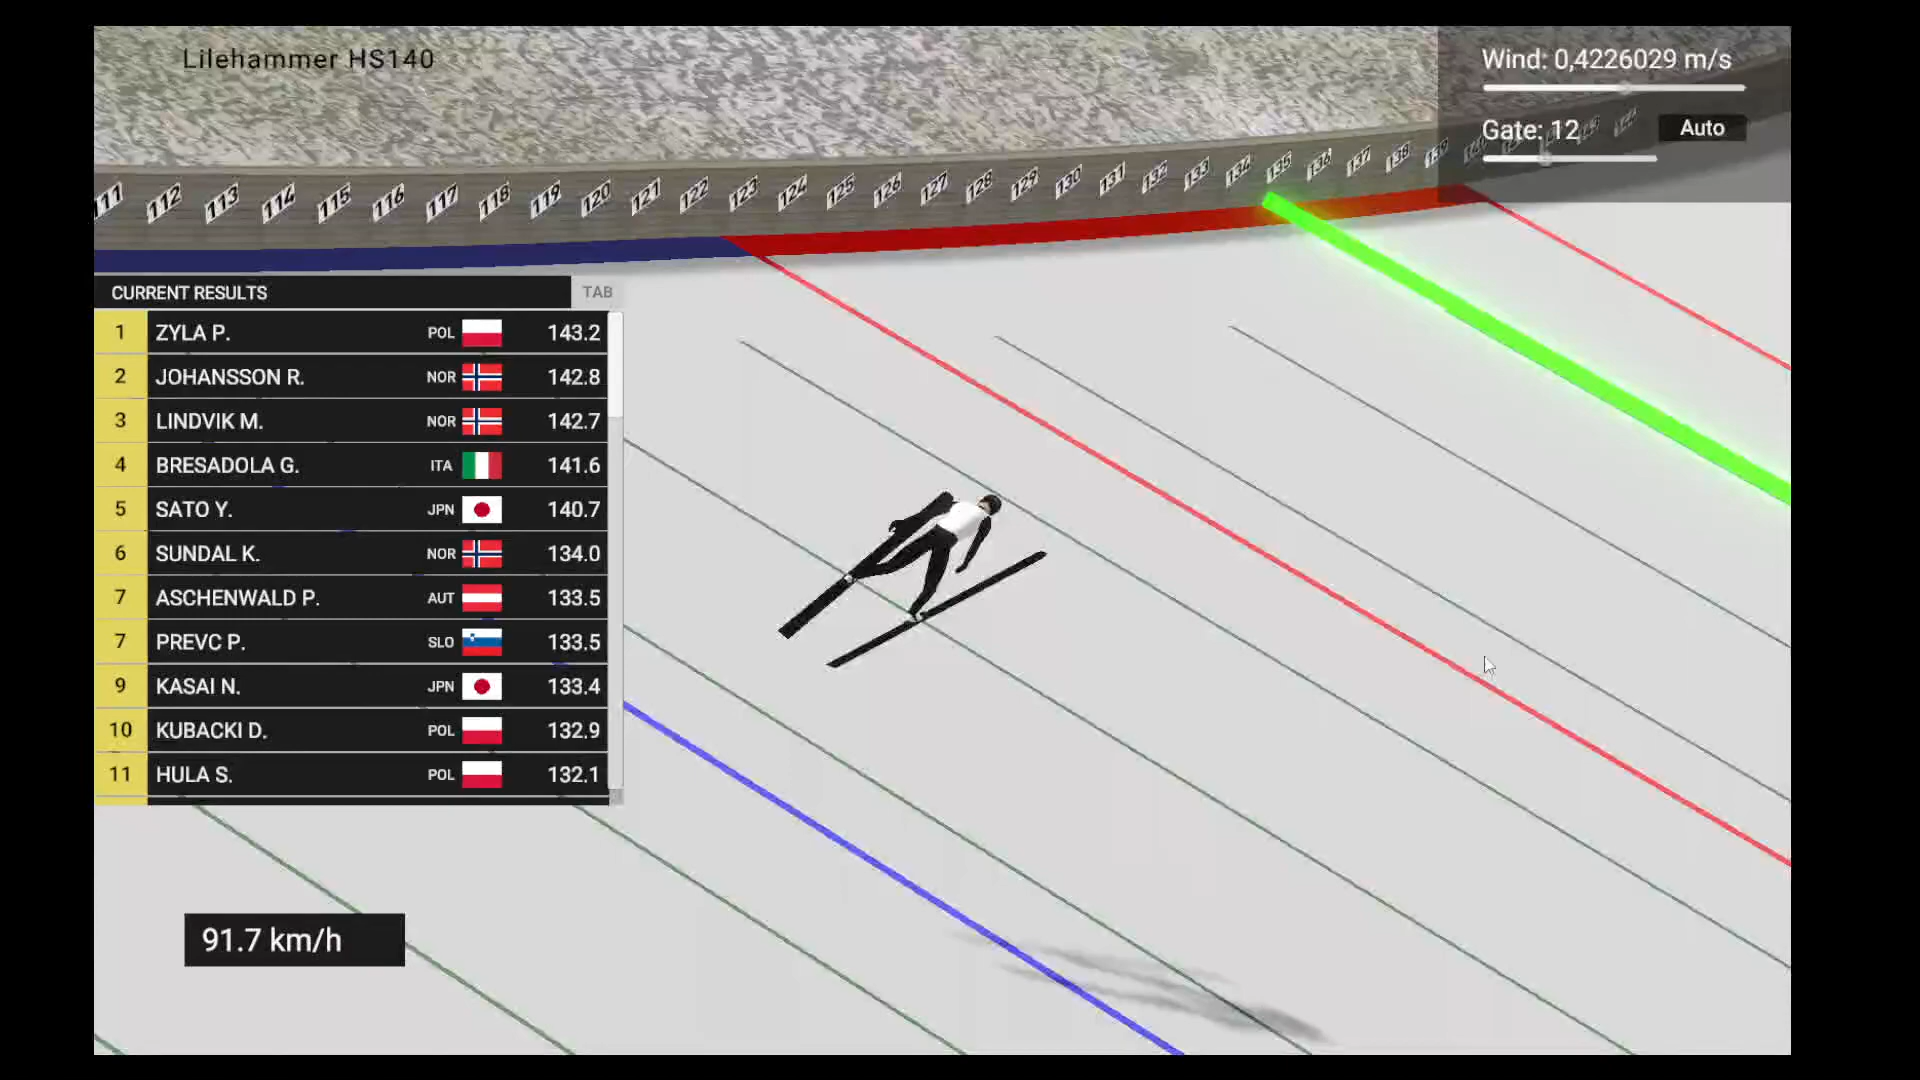 Lilehammer HS140
Wind: 0,4226029 m/s
Gate: 12 Auto
111 112 113 114 115 116 117 118 119 120 121 122 123 124 125 126 127 128 129 130 131 132 133 134 135 136 137 138 139
CURRENT RESULTS TAB
1 ZYLA P. POL 143.2
2 JOHANSSON R. NOR 142.8
3 LINDVIK M. NOR 142.7
4 BRESADOLA G. ITA 141.6
5 SATO Y. JPN 140.7
6 SUNDAL K. NOR 134.0
7 ASCHENWALD P. AUT 133.5
7 PREVC P. SLO 133.5
9 KASAI N. JPN 133.4
10 KUBACKI D. POL 132.9
11 HULA S. POL 132.1
91.7 km/h